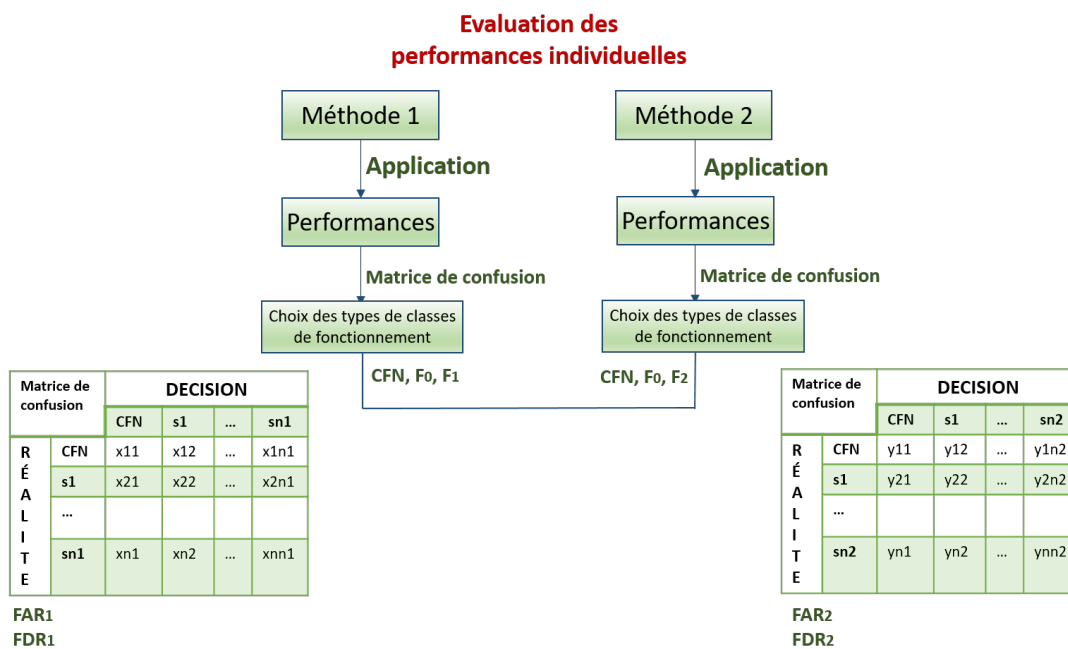 Evaluation des
performances individuelles
Méthode 1
Méthode 2
Application
Application
Performances
Performances
Matrice de confusion
Matrice de confusion
Choix des types de classes
de fonctionnement
Choix des types de classes
de fonctionnement
CFN, F0, F1
CFN, F0, F2
Matrice de
confusion
DECISION
CFN s1 ... sn1
RÉALITE
CFN x11 x12 ... x1n1
s1 x21 x22 ... x2n1
...
sn1 xn1 xn2 ... xnn1
FAR1
FDR1
Matrice de
confusion
DECISION
CFN s1 ... sn2
RÉALITE
CFN y11 y12 ... y1n2
s1 y21 y22 ... y2n2
...
sn2 yn1 yn2 ... ynn2
FAR2
FDR2